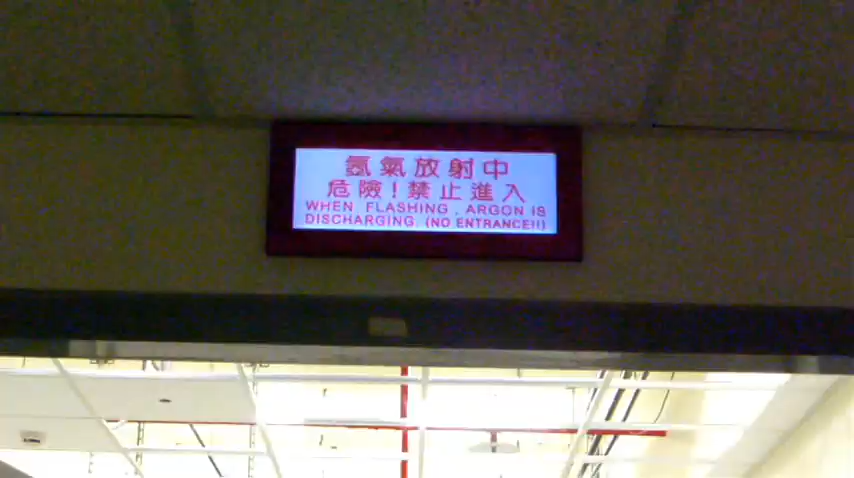 氬氣放射中
危險!禁止進入
WHEN FLASHING, ARGON IS
DISCHARGING. (NO ENTRANCE!!)